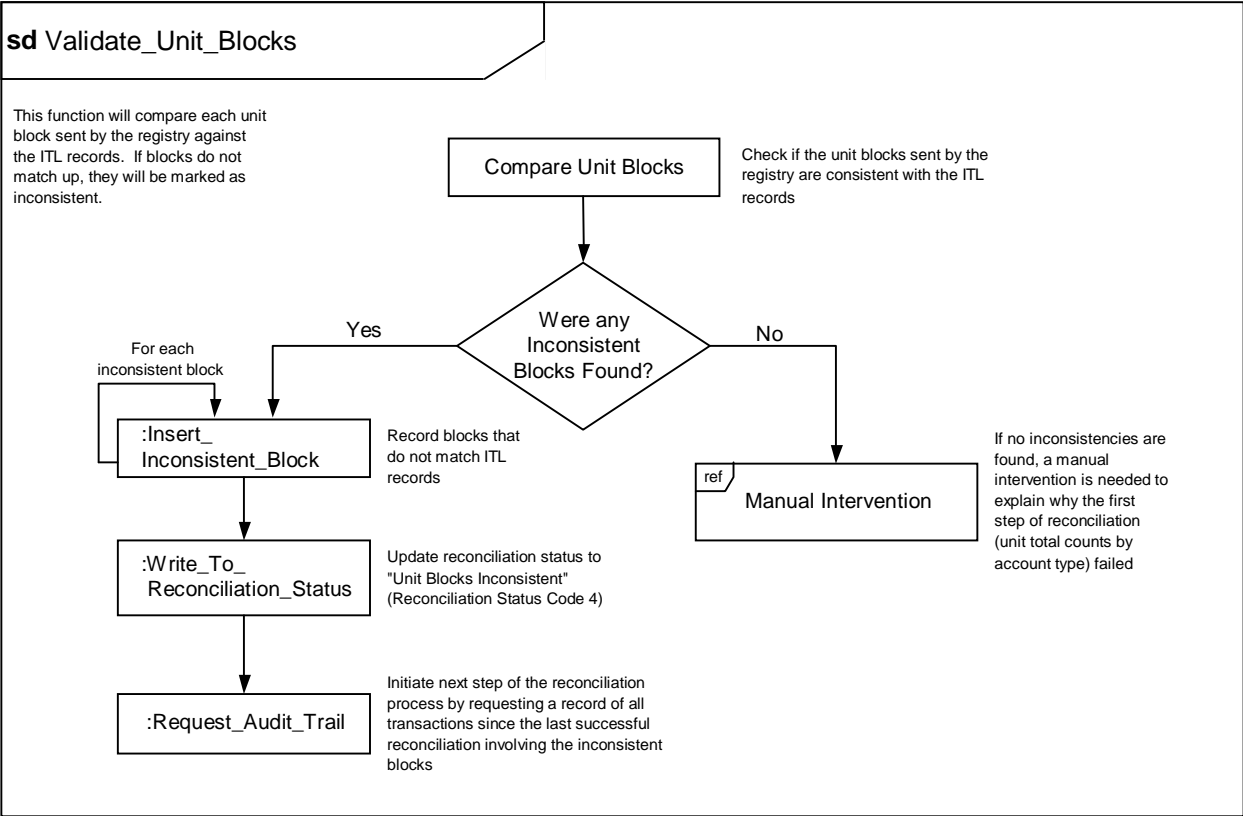 sd Validate_Unit_Blocks
This function will compare each unit
block sent by the registry against
the ITL records.  If blocks do not
match up, they will be marked as
inconsistent.
Compare Unit Blocks
Check if the unit blocks sent by the
registry are consistent with the ITL
records
Were any
Inconsistent
Blocks Found?
Yes
No
For each
inconsistent block
:Insert_
Inconsistent_Block
Record blocks that
do not match ITL
records
ref
Manual Intervention
If no inconsistencies are
found, a manual
intervention is needed to
explain why the first
step of reconciliation
(unit total counts by
account type) failed
:Write_To_
Reconciliation_Status
Update reconciliation status to
"Unit Blocks Inconsistent"
(Reconciliation Status Code 4)
:Request_Audit_Trail
Initiate next step of the reconciliation
process by requesting a record of all
transactions since the last successful
reconciliation involving the inconsistent
blocks